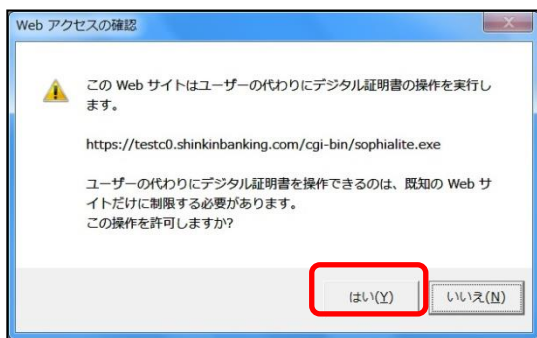 Web アクセスの確認
この Web サイトはユーザーの代わりにデジタル証明書の操作を実行し
ます。
https://testc0.shinkinbanking.com/cgi-bin/sophialite.exe
ユーザーの代わりにデジタル証明書を操作できるのは、既知の Web サ
イトだけに制限する必要があります。
この操作を許可しますか?
はい(Y) いいえ(N)